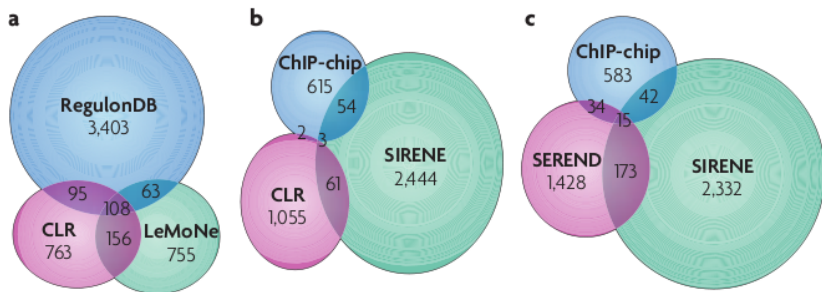 a
RegulonDB
3,403
95
63
108
CLR
763
156
LeMoNe
755
b
ChIP-chip
615
54
2
3
SIRENE
2,444
61
CLR
1,055
c
ChIP-chip
583
42
34
15
SEREND
1,428
173
SIRENE
2,332